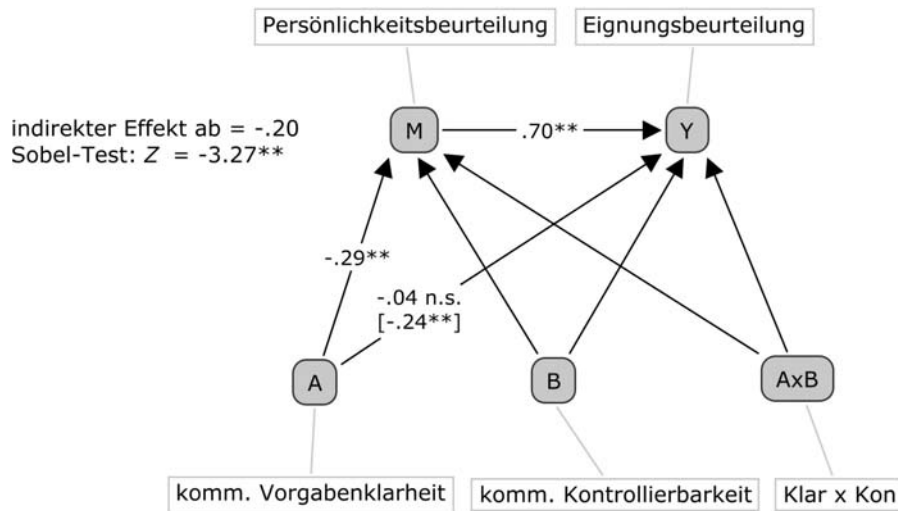 Persönlichkeitsbeurteilung
Eignungsbeurteilung
indirekter Effekt ab = -.20
Sobel-Test: Z = -3.27**
M
.70**
Y
-.29**
-.04 n.s.
[-.24**]
A
B
AxB
komm. Vorgabenklarheit
komm. Kontrollierbarkeit
Klar x Kon